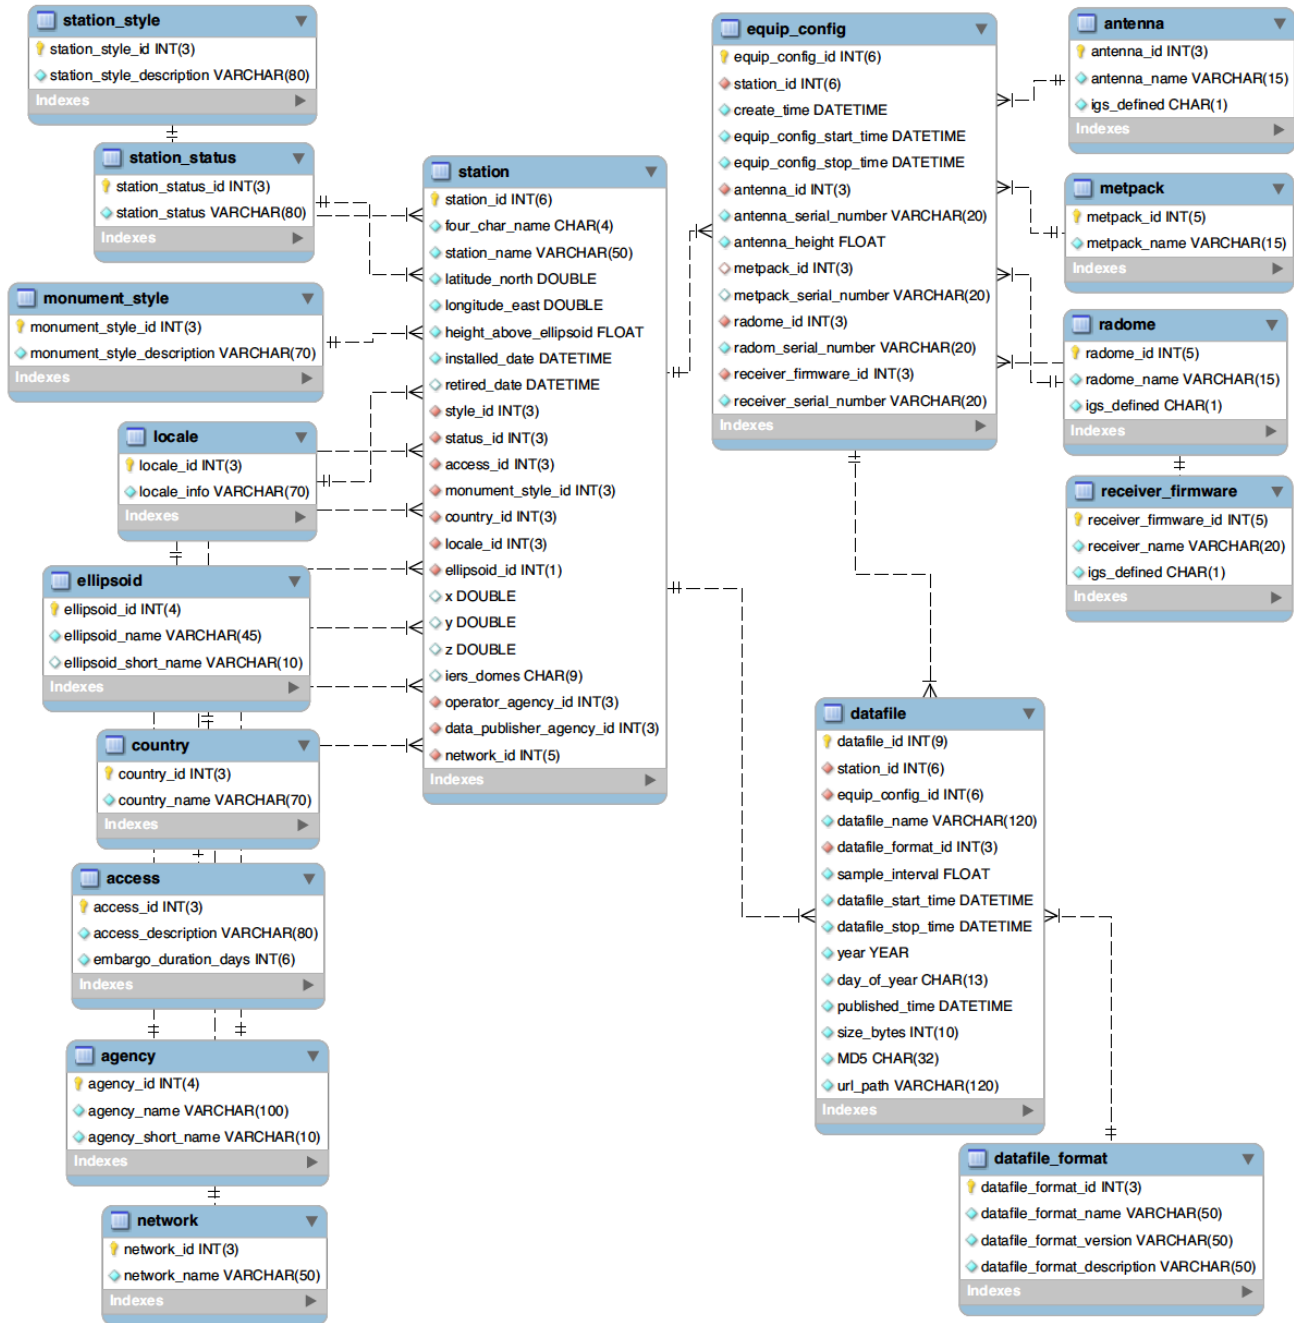 station_style
station_style_id INT(3)
station_style_description VARCHAR(80)
Indexes
station_status
station_status_id INT(3)
station_status VARCHAR(80)
Indexes
monument_style
monument_style_id INT(3)
monument_style_description VARCHAR(70)
Indexes
locale
locale_id INT(3)
locale_info VARCHAR(70)
Indexes
ellipsoid
ellipsoid_id INT(4)
ellipsoid_name VARCHAR(45)
ellipsoid_short_name VARCHAR(10)
Indexes
country
country_id INT(3)
country_name VARCHAR(70)
Indexes
access
access_id INT(3)
access_description VARCHAR(80)
embargo_duration_days INT(6)
Indexes
agency
agency_id INT(4)
agency_name VARCHAR(100)
agency_short_name VARCHAR(10)
Indexes
network
network_id INT(3)
network_name VARCHAR(50)
Indexes
station
station_id INT(6)
four_char_name CHAR(4)
station_name VARCHAR(50)
latitude_north DOUBLE
longitude_east DOUBLE
height_above_ellipsoid FLOAT
installed_date DATETIME
retired_date DATETIME
style_id INT(3)
status_id INT(3)
access_id INT(3)
monument_style_id INT(3)
country_id INT(3)
locale_id INT(3)
ellipsoid_id INT(1)
x DOUBLE
y DOUBLE
z DOUBLE
iers_domes CHAR(9)
operator_agency_id INT(3)
data_publisher_agency_id INT(3)
network_id INT(5)
Indexes
equip_config
equip_config_id INT(6)
station_id INT(6)
create_time DATETIME
equip_config_start_time DATETIME
equip_config_stop_time DATETIME
antenna_id INT(3)
antenna_serial_number VARCHAR(20)
antenna_height FLOAT
metpack_id INT(3)
metpack_serial_number VARCHAR(20)
radome_id INT(3)
radom_serial_number VARCHAR(20)
receiver_firmware_id INT(3)
receiver_serial_number VARCHAR(20)
Indexes
antenna
antenna_id INT(3)
antenna_name VARCHAR(15)
igs_defined CHAR(1)
Indexes
metpack
metpack_id INT(5)
metpack_name VARCHAR(15)
Indexes
radome
radome_id INT(5)
radome_name VARCHAR(15)
igs_defined CHAR(1)
Indexes
receiver_firmware
receiver_firmware_id INT(5)
receiver_name VARCHAR(20)
igs_defined CHAR(1)
Indexes
datafile
datafile_id INT(9)
station_id INT(6)
equip_config_id INT(6)
datafile_name VARCHAR(120)
datafile_format_id INT(3)
sample_interval FLOAT
datafile_start_time DATETIME
datafile_stop_time DATETIME
year YEAR
day_of_year CHAR(13)
published_time DATETIME
size_bytes INT(10)
MD5 CHAR(32)
url_path VARCHAR(120)
Indexes
datafile_format
datafile_format_id INT(3)
datafile_format_name VARCHAR(50)
datafile_format_version VARCHAR(50)
datafile_format_description VARCHAR(50)
Indexes